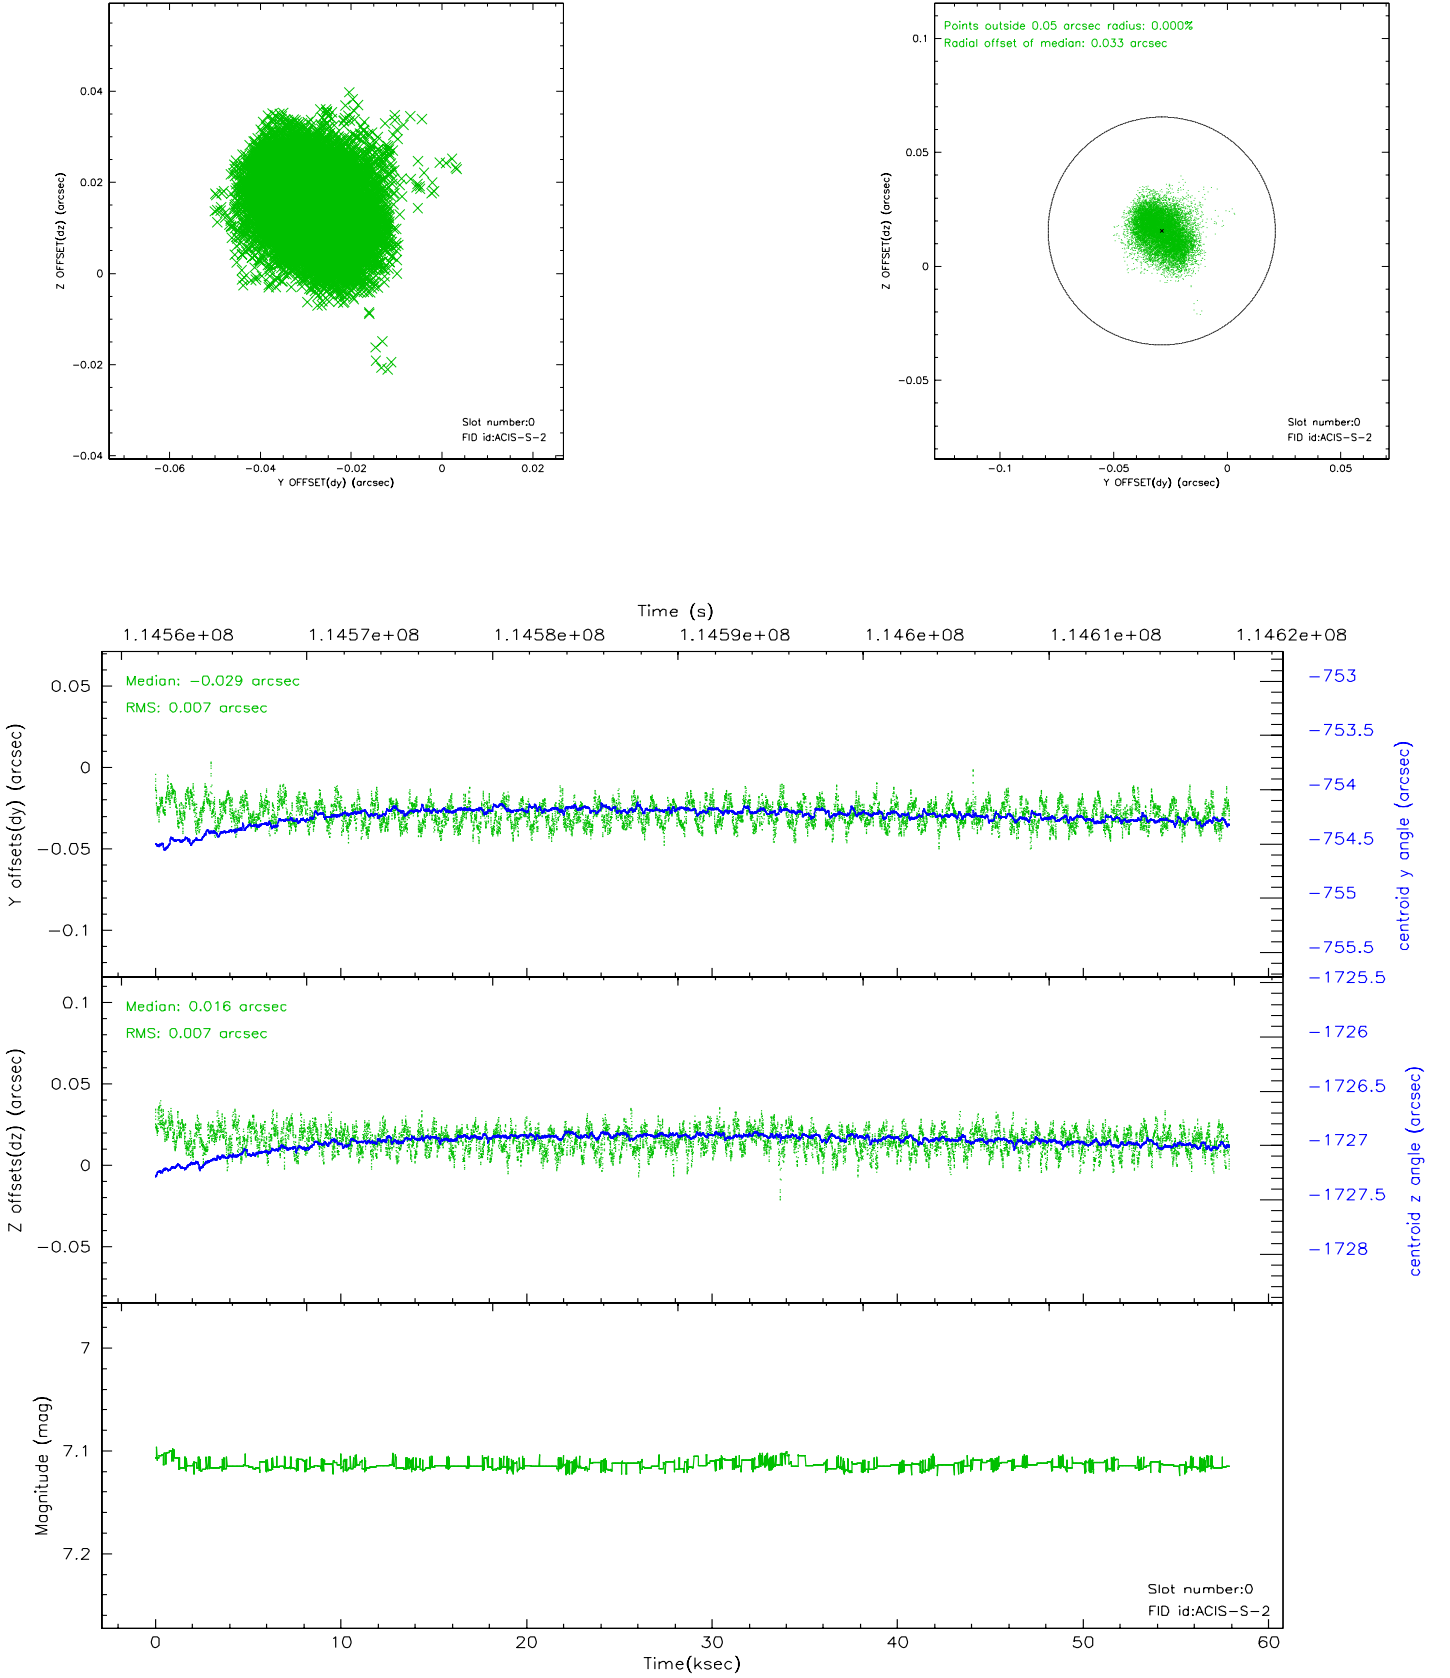 0.04
0.02
0
−0.02
−0.04
Z OFFSET(dz) (arcsec)
−0.06 −0.04 −0.02 0 0.02
Y OFFSET(dy) (arcsec)
Slot number:0
FID id:ACIS−S−2
Points outside 0.05 arcsec radius: 0.000%
Radial offset of median: 0.033 arcsec
0.1
0.05
0
−0.05
Z OFFSET(dz) (arcsec)
−0.1 −0.05 0 0.05
Y OFFSET(dy) (arcsec)
Slot number:0
FID id:ACIS−S−2
Time (s)
1.1456e+08 1.1457e+08 1.1458e+08 1.1459e+08 1.146e+08 1.1461e+08 1.1462e+08
Median: −0.029 arcsec
RMS: 0.007 arcsec
0.05
0
−0.05
−0.1
Y offsets(dy) (arcsec)
−753
−753.5
−754
−754.5
−755
−755.5
centroid y angle (arcsec)
Median: 0.016 arcsec
RMS: 0.007 arcsec
0.1
0.05
0
−0.05
Z offsets(dz) (arcsec)
−1725.5
−1726
−1726.5
−1727
−1727.5
−1728
centroid z angle (arcsec)
7
7.1
7.2
Magnitude (mag)
Slot number:0
FID id:ACIS−S−2
0 10 20 30 40 50 60
Time(ksec)